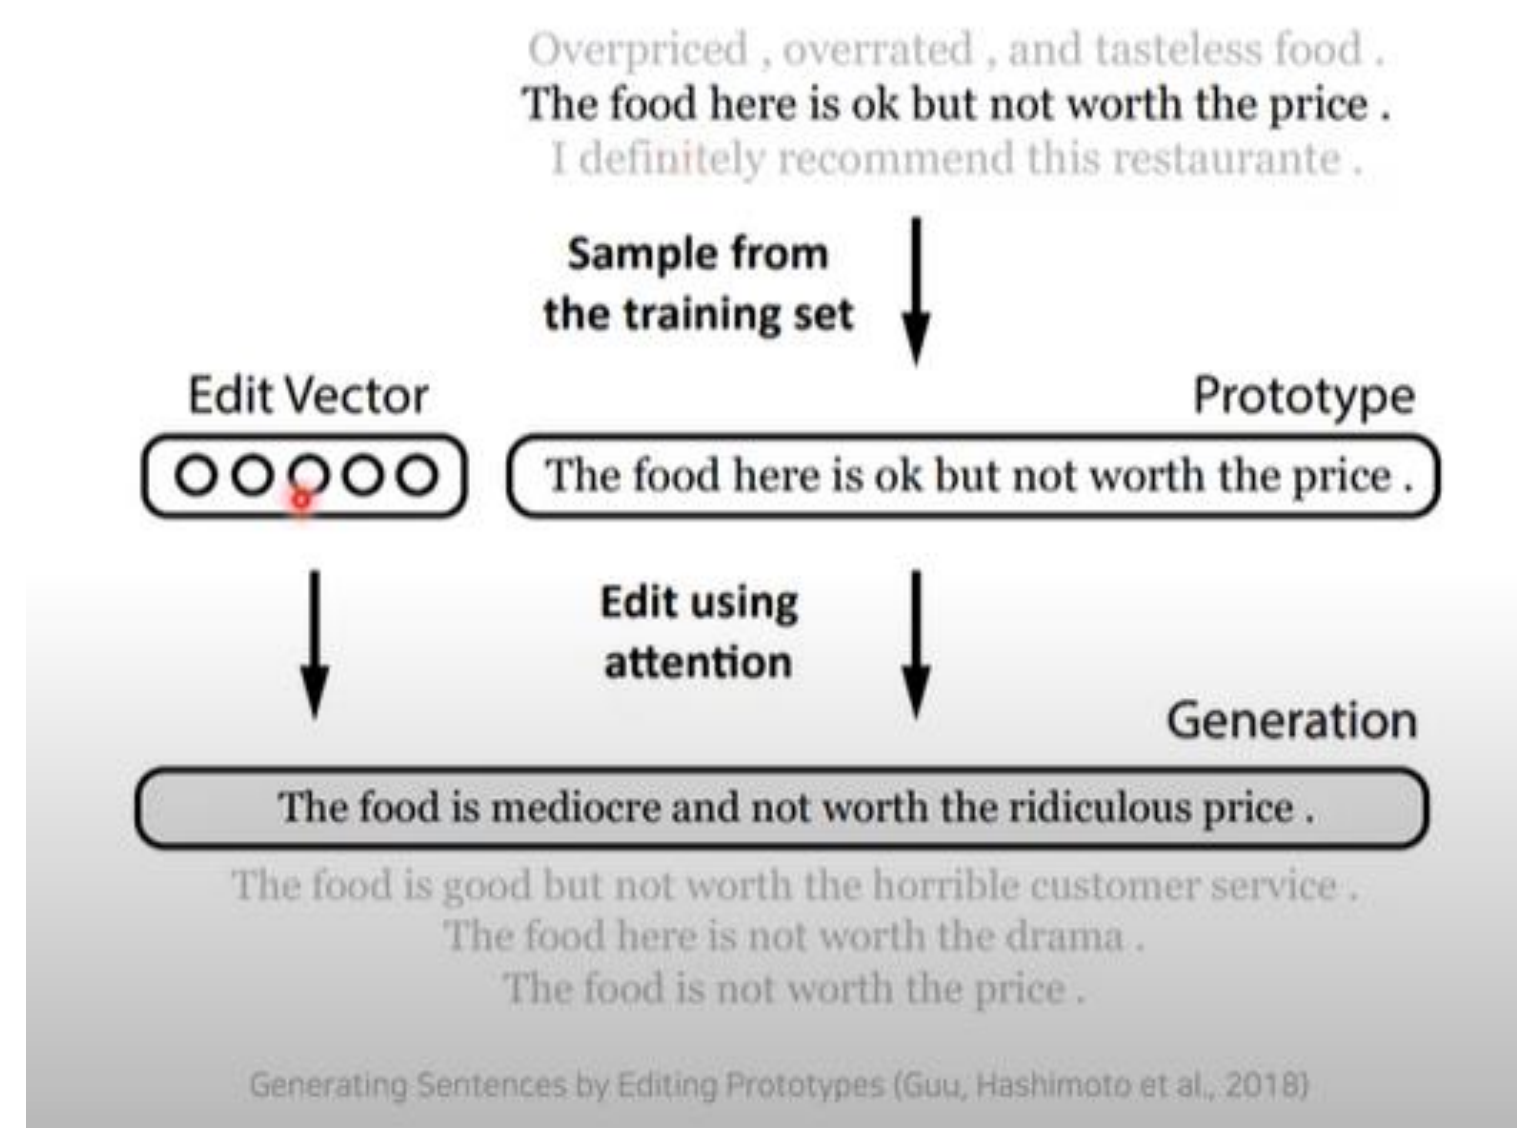 Overpriced , overrated , and tasteless food .
The food here is ok but not worth the price .
I definitely recommend this restaurante .
Sample from
the training set
Edit Vector
Prototype
The food here is ok but not worth the price .
Edit using
attention
Generation
The food is mediocre and not worth the ridiculous price .
The food is good but not worth the horrible customer service .
The food here is not worth the drama .
The food is not worth the price .
Generating Sentences by Editing Prototypes (Guu, Hashimoto et al., 2018)